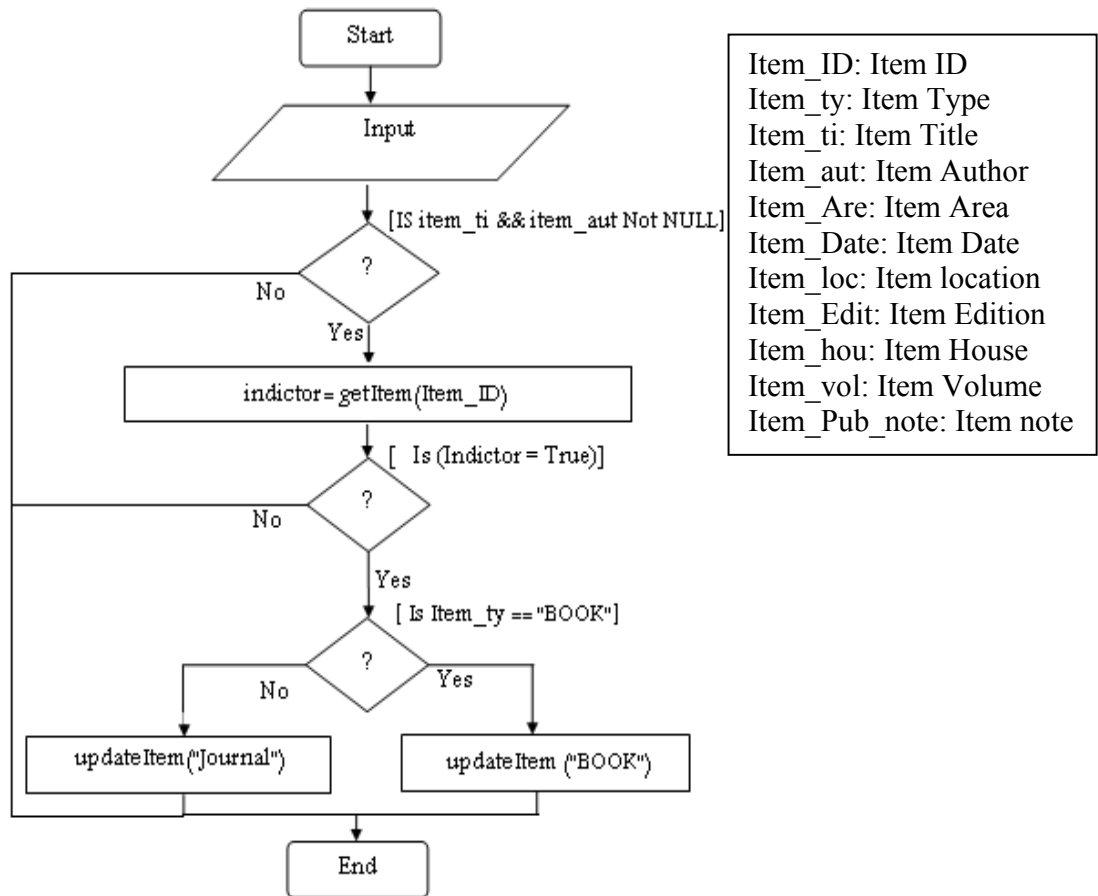 Start
Input
[IS item_ti && item_aut Not NULL]
?
No
Yes
indictor= getItem(Item_ID)
[ Is (Indictor = True)]
?
No
Yes
[ Is Item_ty =="BOOK"]
?
No
Yes
updateItem("Journal")
updateItem ("BOOK")
End
Item_ID: Item ID
Item_ty: Item Type
Item_ti: Item Title
Item_aut: Item Author
Item_Are: Item Area
Item_Date: Item Date
Item_loc: Item location
Item_Edit: Item Edition
Item_hou: Item House
Item_vol: Item Volume
Item_Pub_note: Item note